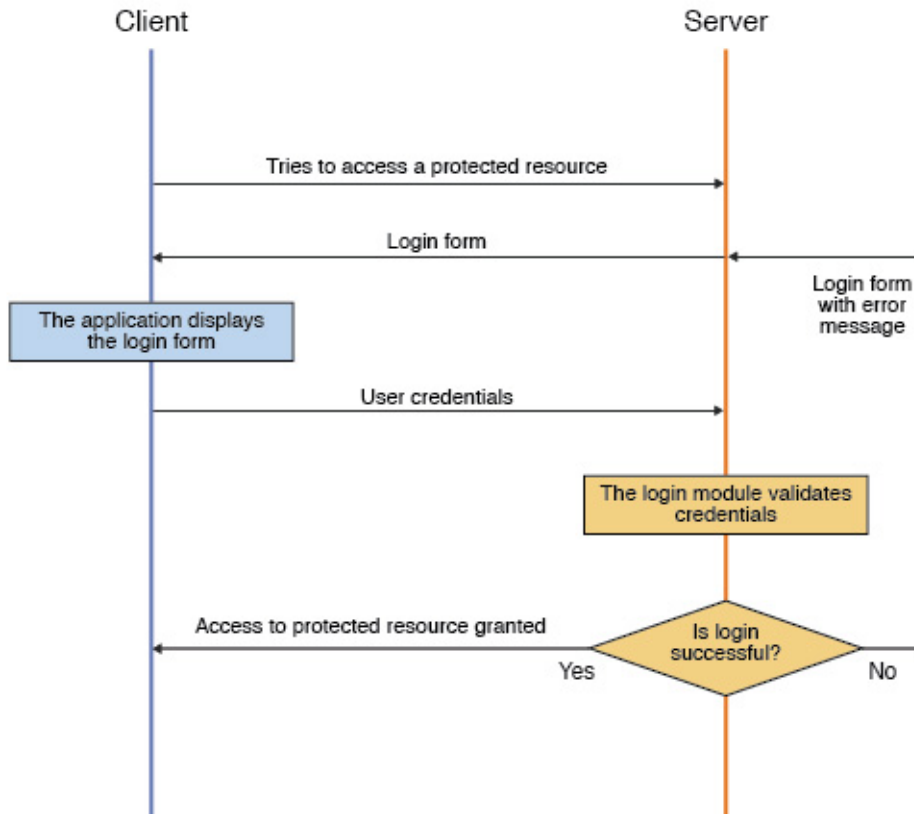 Client
Server
Tries to access a protected resource
Login form
Login form
with error
message
The application displays
the login form
User credentials
The login module validates
credentials
Access to protected resource granted
Is login
successful?
Yes
No